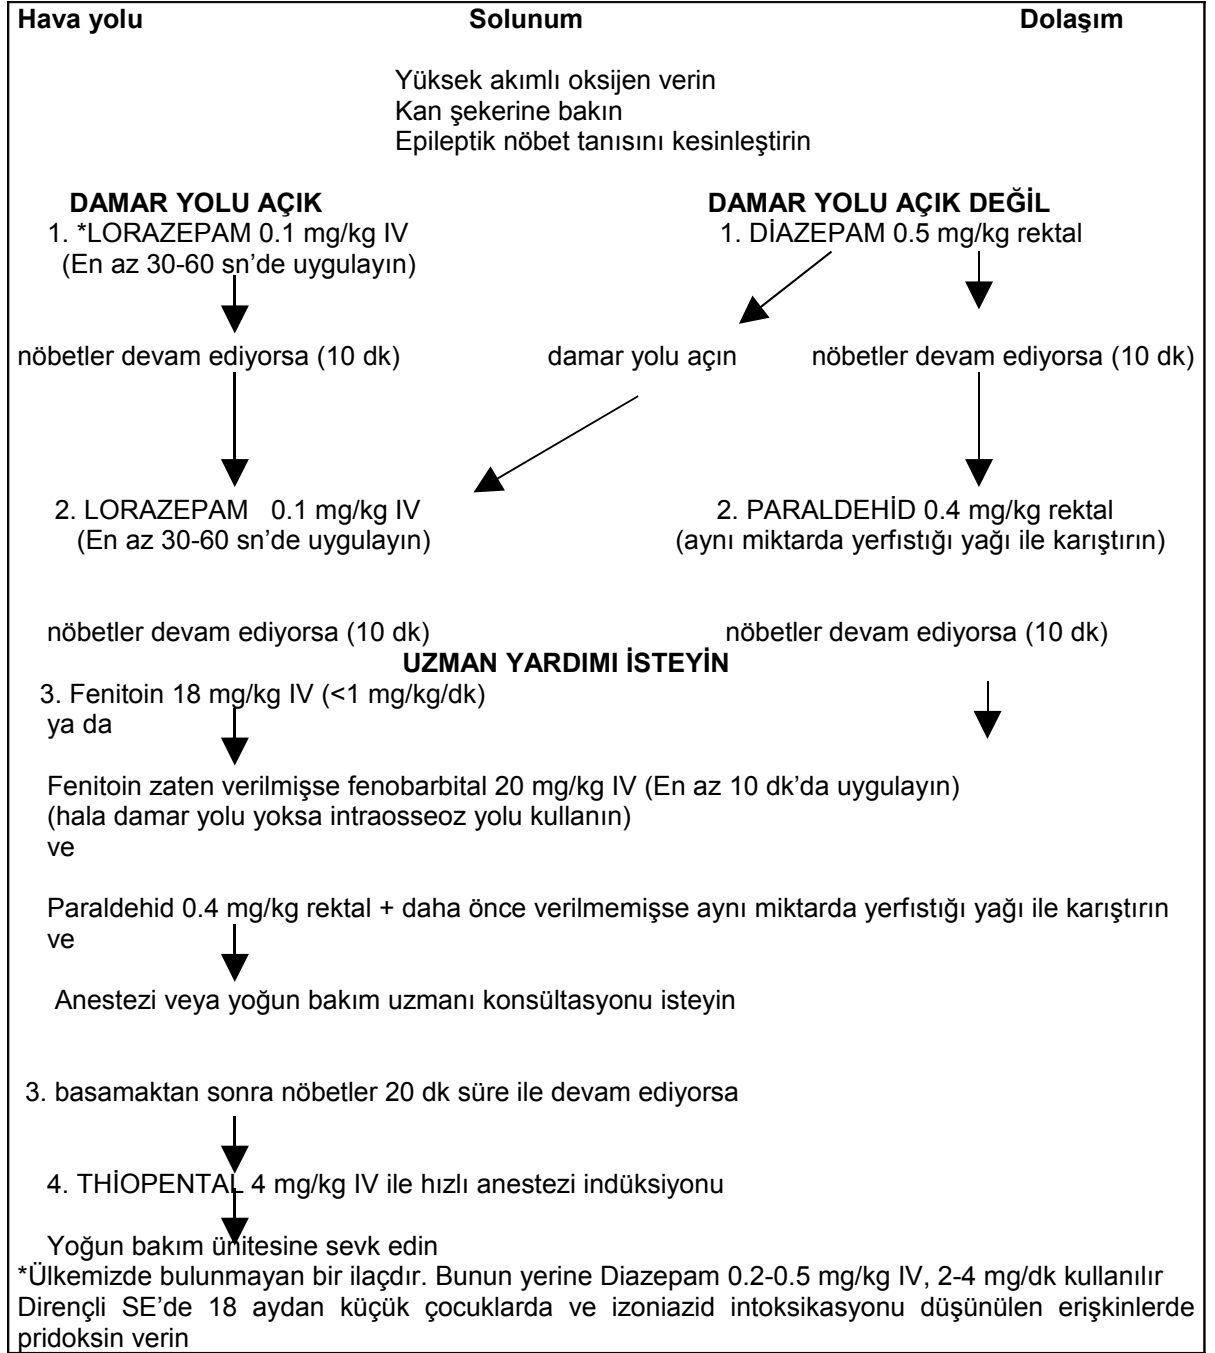 Hava yolu Solunum Dolaşım
Yüksek akımlı oksijen verin
Kan şekerine bakın
Epileptik nöbet tanısını kesinleştirin
DAMAR YOLU AÇIK DAMAR YOLU AÇIK DEĞİL
1. *LORAZEPAM 0.1 mg/kg IV 1. DİAZEPAM 0.5 mg/kg rektal
(En az 30-60 sn’de uygulayın)
nöbetler devam ediyorsa (10 dk) damar yolu açın nöbetler devam ediyorsa (10 dk)
2. LORAZEPAM 0.1 mg/kg IV 2. PARALDEHİD 0.4 mg/kg rektal
(En az 30-60 sn’de uygulayın) (aynı miktarda yerfıstığı yağı ile karıştırın)
nöbetler devam ediyorsa (10 dk) nöbetler devam ediyorsa (10 dk)
UZMAN YARDIMI İSTEYİN
3. Fenitoin 18 mg/kg IV (<1 mg/kg/dk)
ya da
Fenitoin zaten verilmişse fenobarbital 20 mg/kg IV (En az 10 dk’da uygulayın)
(hala damar yolu yoksa intraosseoz yolu kullanın)
ve
Paraldehid 0.4 mg/kg rektal + daha önce verilmemişse aynı miktarda yerfıstığı yağı ile karıştırın
ve
Anestezi veya yoğun bakım uzmanı konsültasyonu isteyin
3. basamaktan sonra nöbetler 20 dk süre ile devam ediyorsa
4. THİOPENTAL 4 mg/kg IV ile hızlı anestezi indüksiyonu
Yoğun bakım ünitesine sevk edin
*Ülkemizde bulunmayan bir ilaçdır. Bunun yerine Diazepam 0.2-0.5 mg/kg IV, 2-4 mg/dk kullanılır
Dirençli SE’de 18 aydan küçük çocuklarda ve izoniazid intoksikasyonu düşünülen erişkinlerde
pridoksin verin